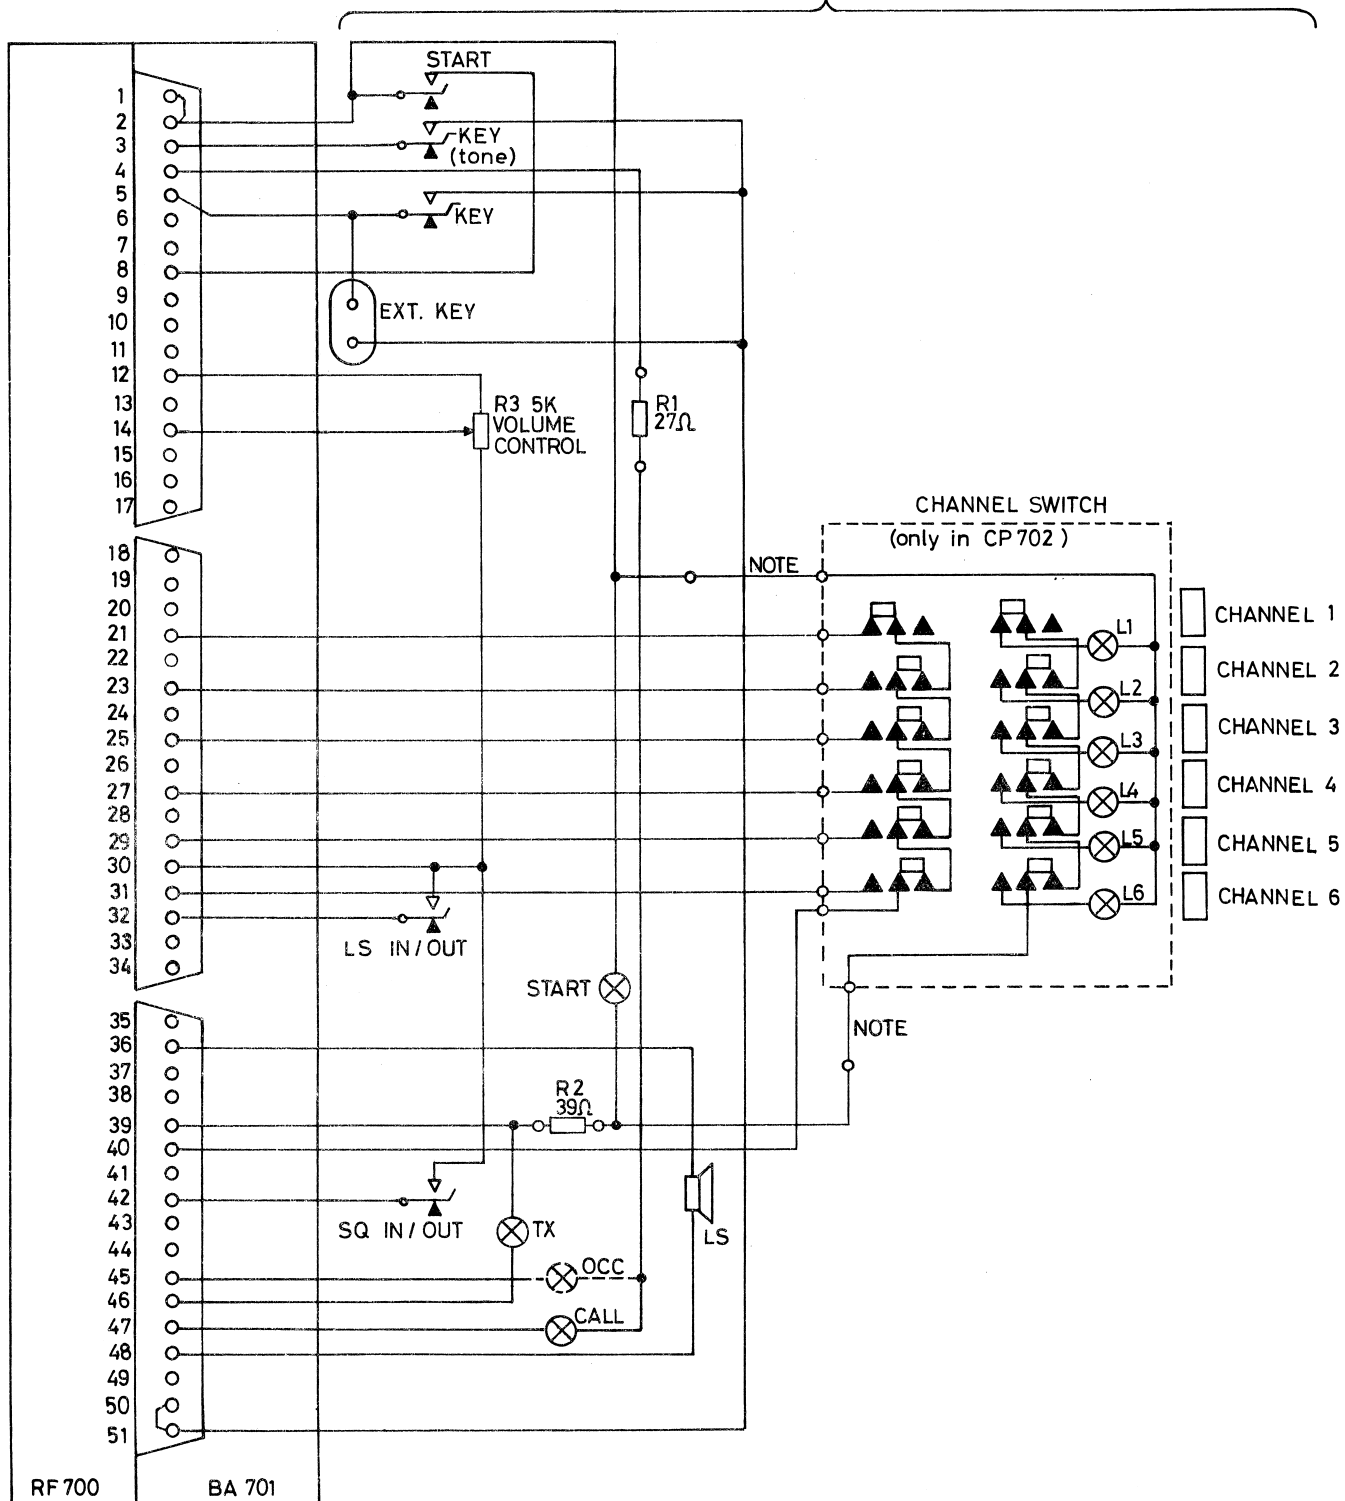 START
1
2
3
KEY
(tone)
4
5
6
KEY
7
8
9
EXT. KEY
10
11
12
13
R3 5K
VOLUME
CONTROL
R1
27Ω
14
15
16
17
CHANNEL SWITCH
(only in CP 702)
18
19
NOTE
20
21
22
23
24
25
26
27
28
29
30
31
32
33
34
L1
L2
L3
L4
L5
L6
CHANNEL 1
CHANNEL 2
CHANNEL 3
CHANNEL 4
CHANNEL 5
CHANNEL 6
LS IN/OUT
START
NOTE
35
36
37
38
39
40
41
42
43
44
45
46
47
48
49
50
51
R2
39Ω
SQ IN/OUT
TX
LS
OCC
CALL
RF 700
BA 701